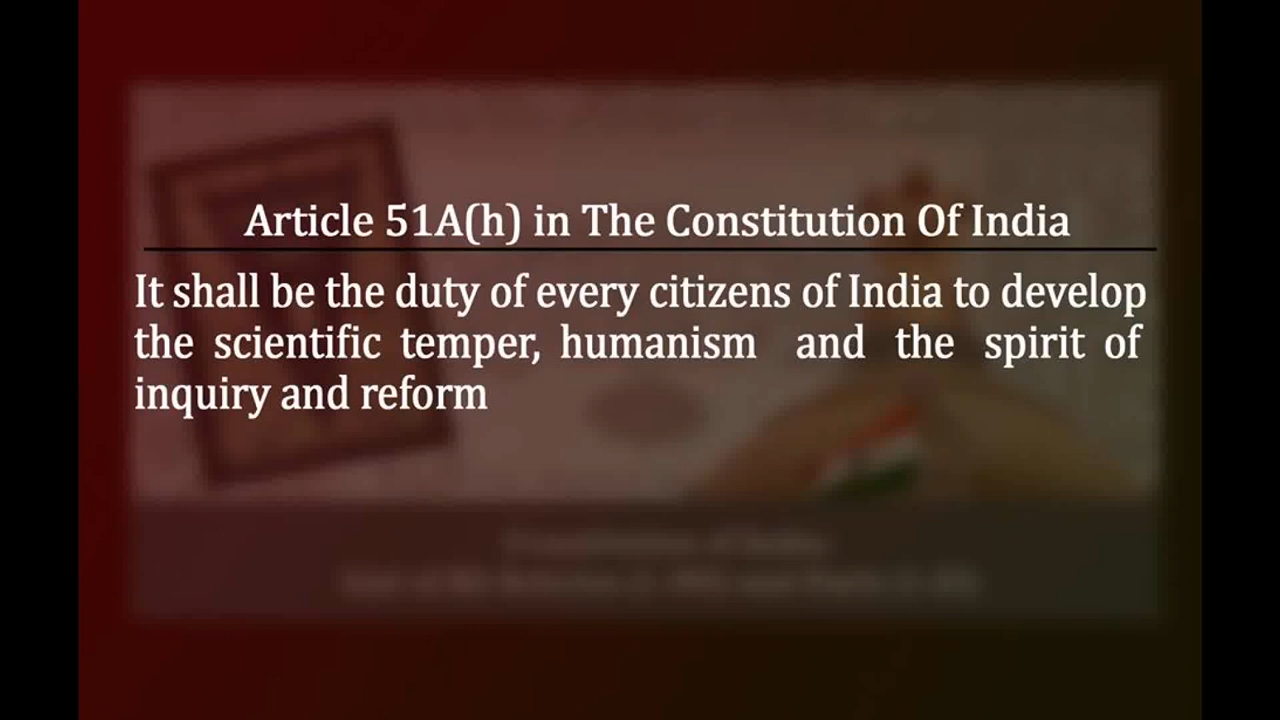 Article 51A(h) in The Constitution Of India
It shall be the duty of every citizens of India to develop
the scientific temper, humanism and the spirit of
inquiry and reform